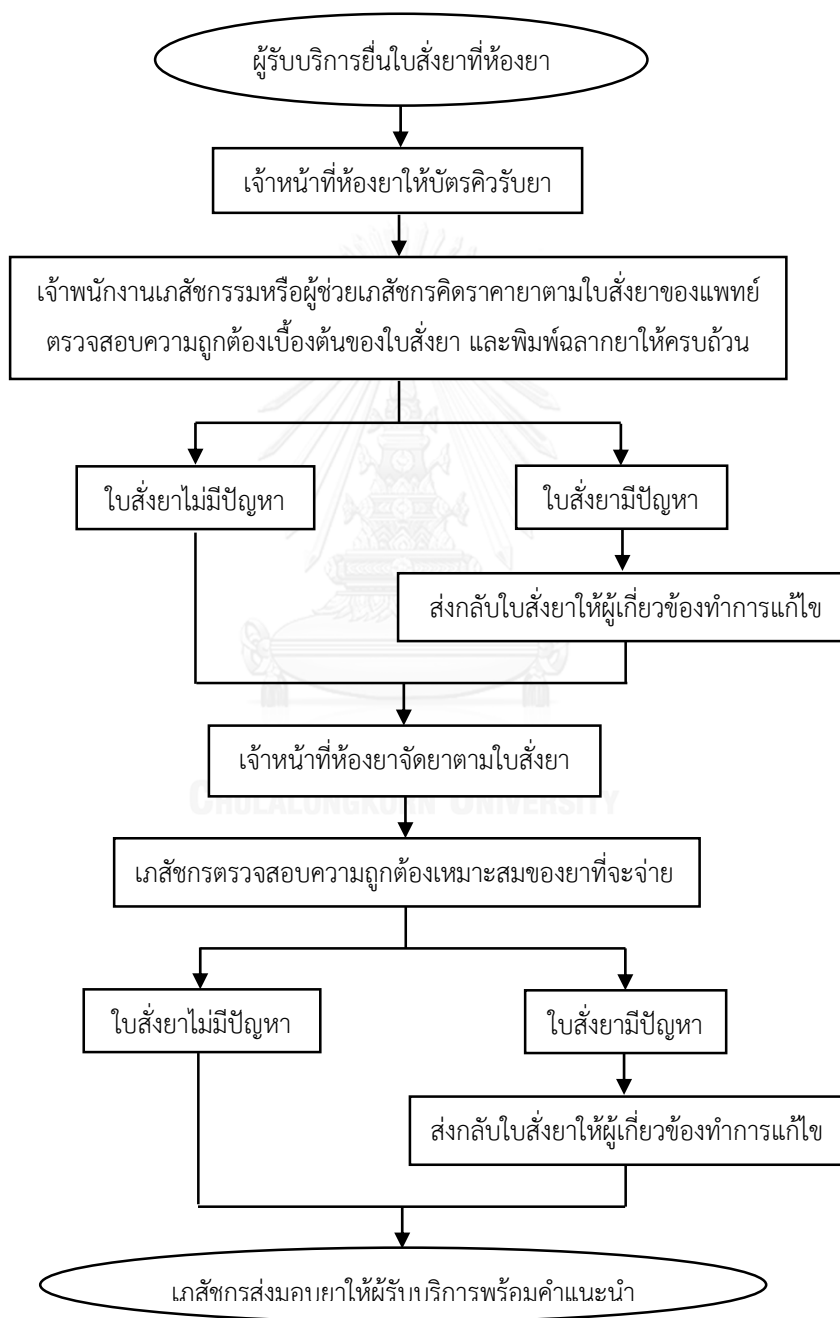 ผู้รับบริการยื่นใบสั่งยาที่ห้องยา
เจ้าหน้าที่ห้องยาให้บัตรคิวรับยา
เจ้าพนักงานเภสัชกรรมหรือผู้ช่วยเภสัชกรคิดราคายาตามใบสั่งยาของแพทย์
ตรวจสอบความถูกต้องเบื้องต้นของใบสั่งยา และพิมพ์ฉลากยาให้ครบถ้วน
ใบสั่งยาไม่มีปัญหา
ใบสั่งยามีปัญหา
ส่งกลับใบสั่งยาให้ผู้เกี่ยวข้องทำการแก้ไข
เจ้าหน้าที่ห้องยาจัดยาตามใบสั่งยา
CHULALONGKORN UNIVERSITY
เภสัชกรตรวจสอบความถูกต้องเหมาะสมของยาที่จะจ่าย
ใบสั่งยาไม่มีปัญหา
ใบสั่งยามีปัญหา
ส่งกลับใบสั่งยาให้ผู้เกี่ยวข้องทำการแก้ไข
เภสัชกรส่งมอบยาให้ผู้รับบริการพร้อมคำแนะนำ